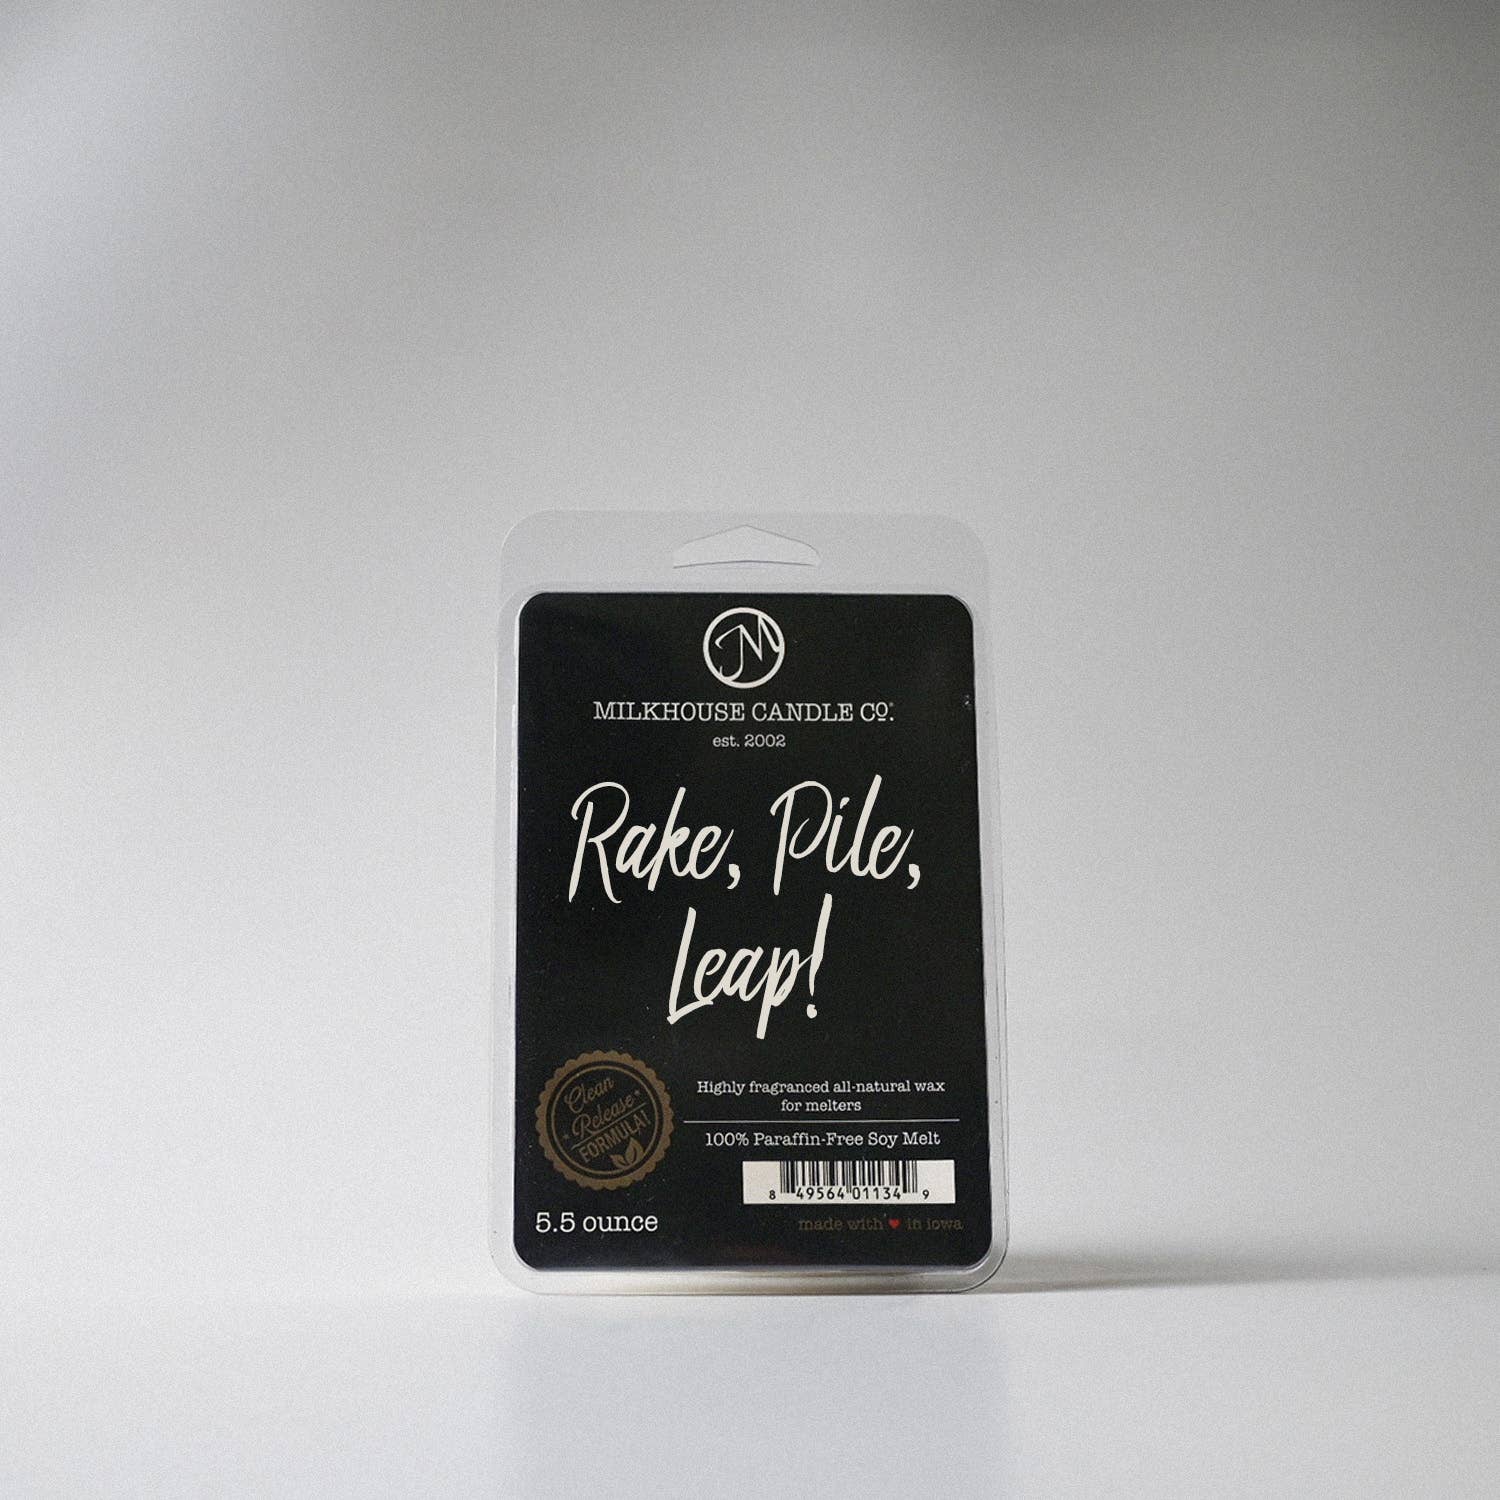 JM
MILKHOUSE CANDLE CO.®
est. 2002
Rake, Pile,
Leap!
Clean
Release
FORMULA!
Highly fragranced all-natural wax
for melters
100% Paraffin-Free Soy Melt
8 49564 01134 9
5.5 ounce
made with ♥ in iowa